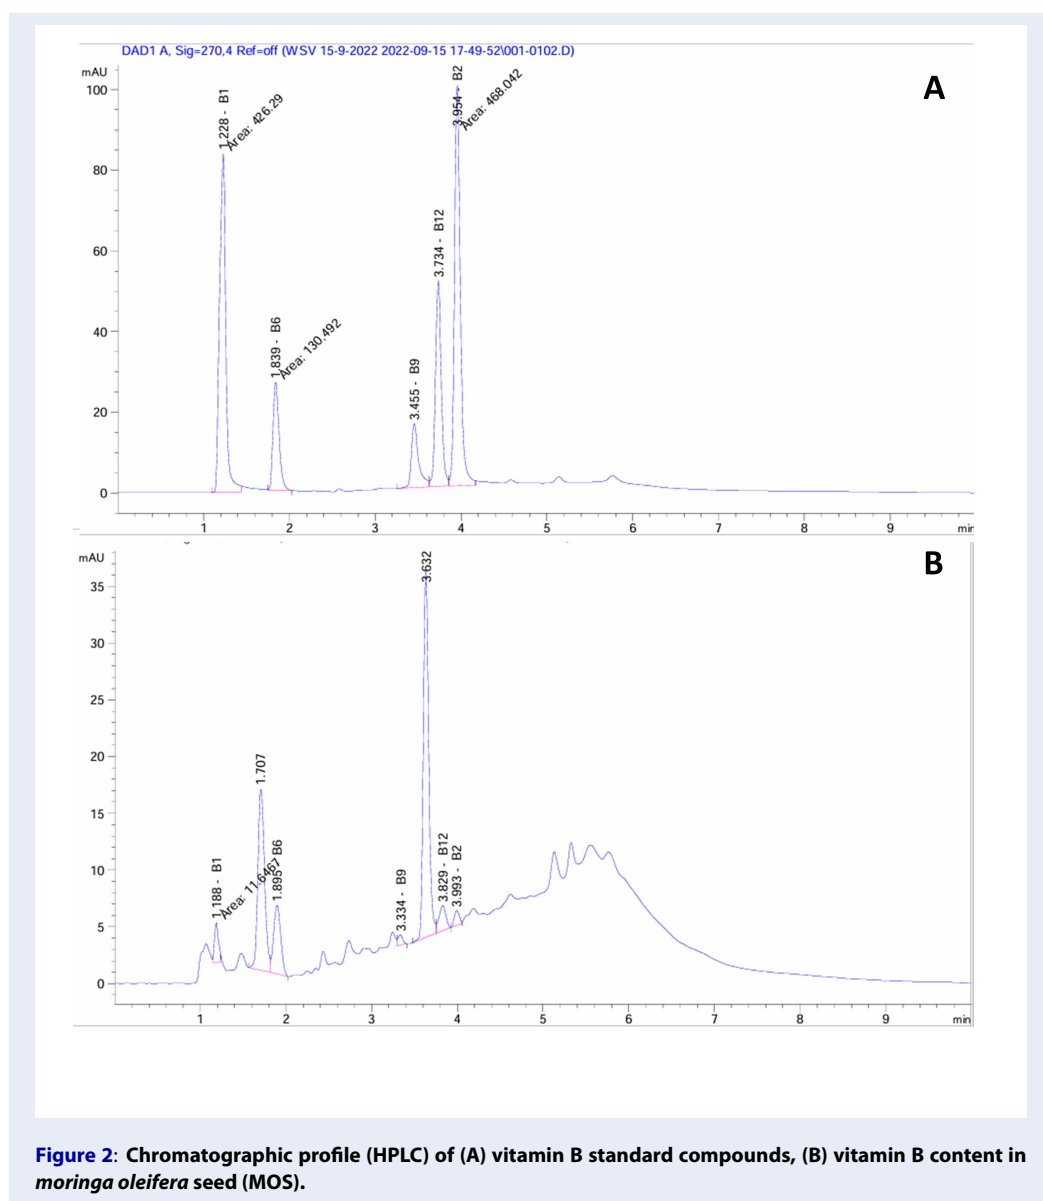 DAD1 A, Sig=270,4 Ref=off (WSV 15-9-2022 2022-09-15 17-49-52\001-0102.D)
mAU
A
100
80
60
40
20
0
1.228 - B1
Area: 426.29
1.839 - B6
Area: 130.492
3.455 - B9
3.734 - B12
3.954 - B2
Area: 468.042
1 2 3 4 5 6 7 8 9 min
mAU
B
35
30
25
20
15
10
5
0
1.188 - B1
Area: 11.6467
1.707
1.895 - B6
3.334 - B9
3.632
3.829 - B12
3.993 - B2
1 2 3 4 5 6 7 8 9 min
Figure 2: Chromatographic profile (HPLC) of (A) vitamin B standard compounds, (B) vitamin B content in
moringa oleifera seed (MOS).